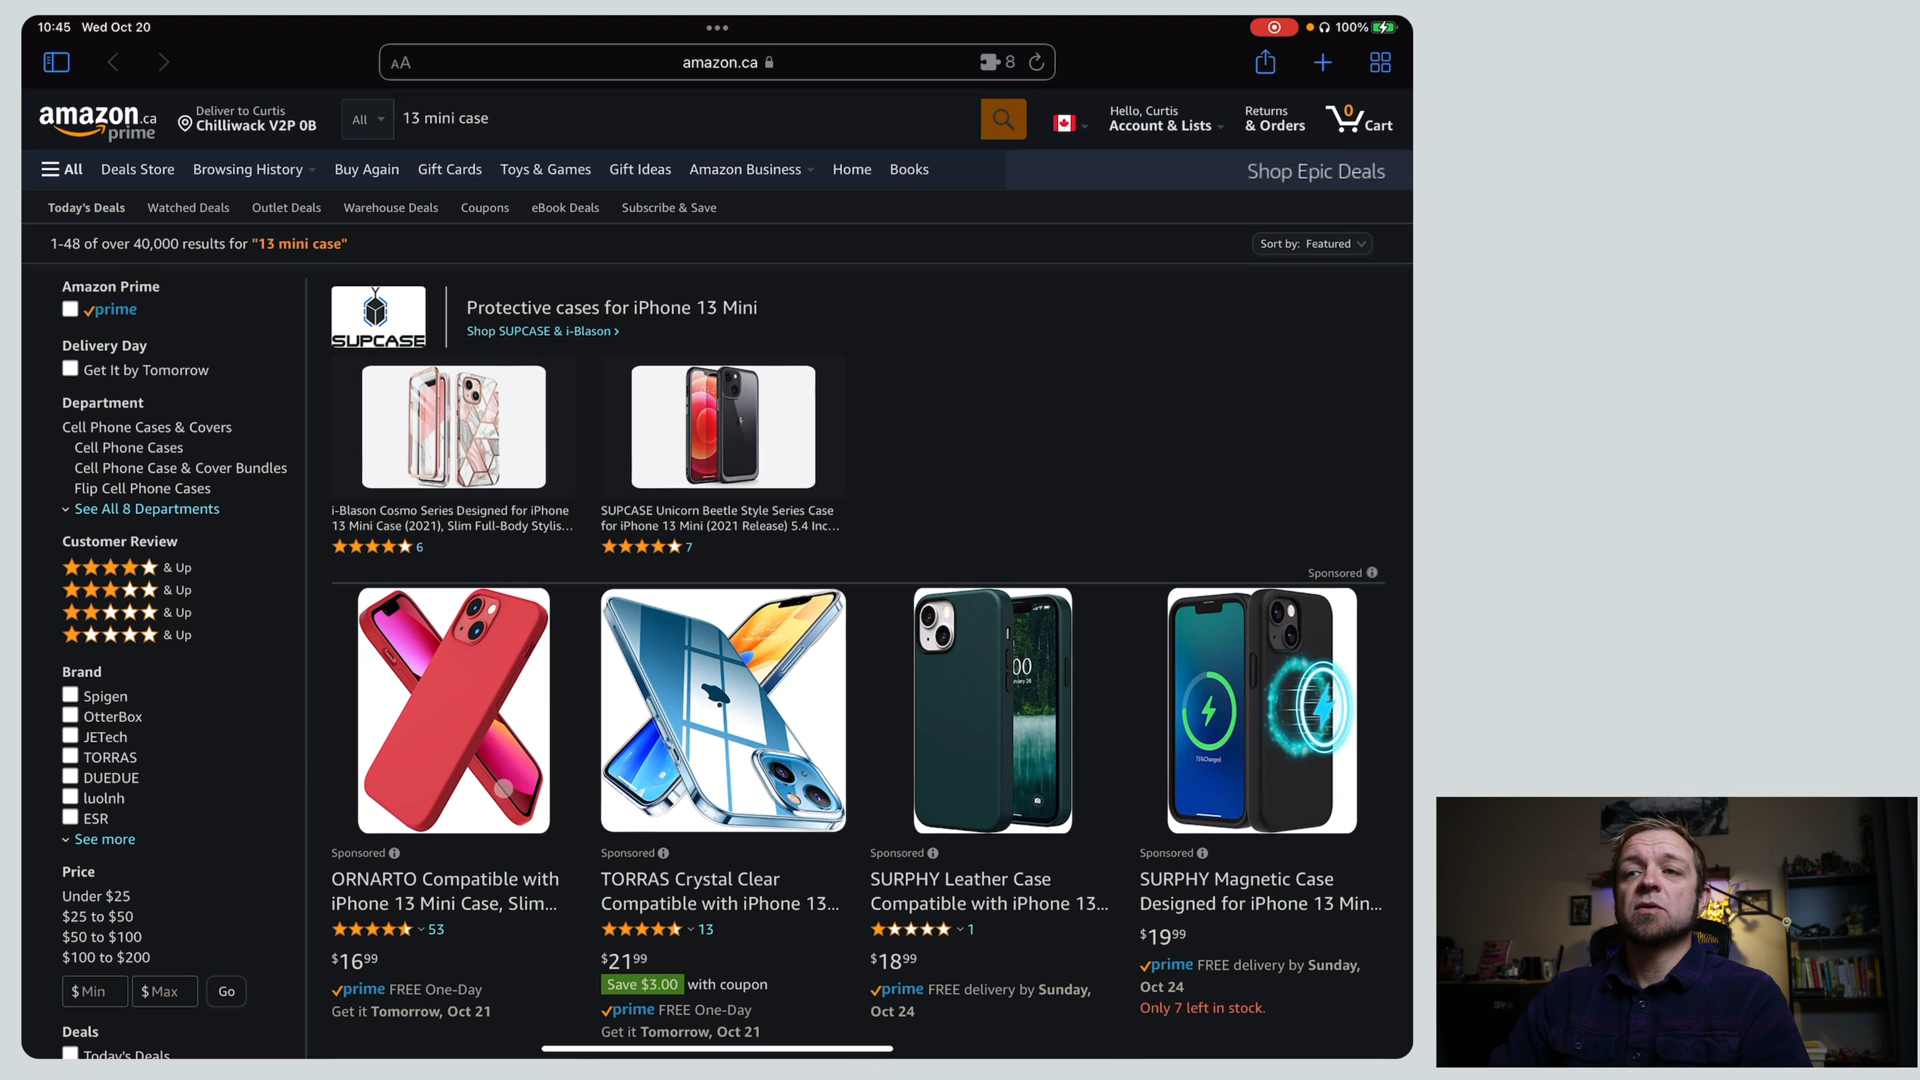 10:45 Wed Oct 20
100%
AA
amazon.ca
8
amazon.ca
prime
Deliver to Curtis
Chilliwack V2P 0B
All
13 mini case
Hello, Curtis
Account & Lists
Returns
& Orders
0
Cart
All
Deals Store
Browsing History
Buy Again
Gift Cards
Toys & Games
Gift Ideas
Amazon Business
Home
Books
Shop Epic Deals
Today's Deals
Watched Deals
Outlet Deals
Warehouse Deals
Coupons
eBook Deals
Subscribe & Save
1-48 of over 40,000 results for "13 mini case"
Sort by: Featured
Amazon Prime
prime
Delivery Day
Get It by Tomorrow
Department
Cell Phone Cases & Covers
Cell Phone Cases
Cell Phone Case & Cover Bundles
Flip Cell Phone Cases
See All 8 Departments
Customer Review
& Up
& Up
& Up
& Up
Brand
Spigen
OtterBox
JETech
TORRAS
DUEDUE
luolnh
ESR
See more
Price
Under $25
$25 to $50
$50 to $100
$100 to $200
$ Min
$ Max
Go
Deals
Today's Deals
SUPCASE
Protective cases for iPhone 13 Mini
Shop SUPCASE & i-Blason >
i-Blason Cosmo Series Designed for iPhone
13 Mini Case (2021), Slim Full-Body Stylis...
6
SUPCASE Unicorn Beetle Style Series Case
for iPhone 13 Mini (2021 Release) 5.4 Inc...
7
Sponsored
75%Charged
Sponsored
ORNARTO Compatible with
iPhone 13 Mini Case, Slim...
53
$16.99
prime FREE One-Day
Get it Tomorrow, Oct 21
Sponsored
TORRAS Crystal Clear
Compatible with iPhone 13...
13
$21.99
Save $3.00 with coupon
prime FREE One-Day
Get it Tomorrow, Oct 21
Sponsored
SURPHY Leather Case
Compatible with iPhone 13...
1
$18.99
prime FREE delivery by Sunday,
Oct 24
Sponsored
SURPHY Magnetic Case
Designed for iPhone 13 Min...
$19.99
prime FREE delivery by Sunday,
Oct 24
Only 7 left in stock.